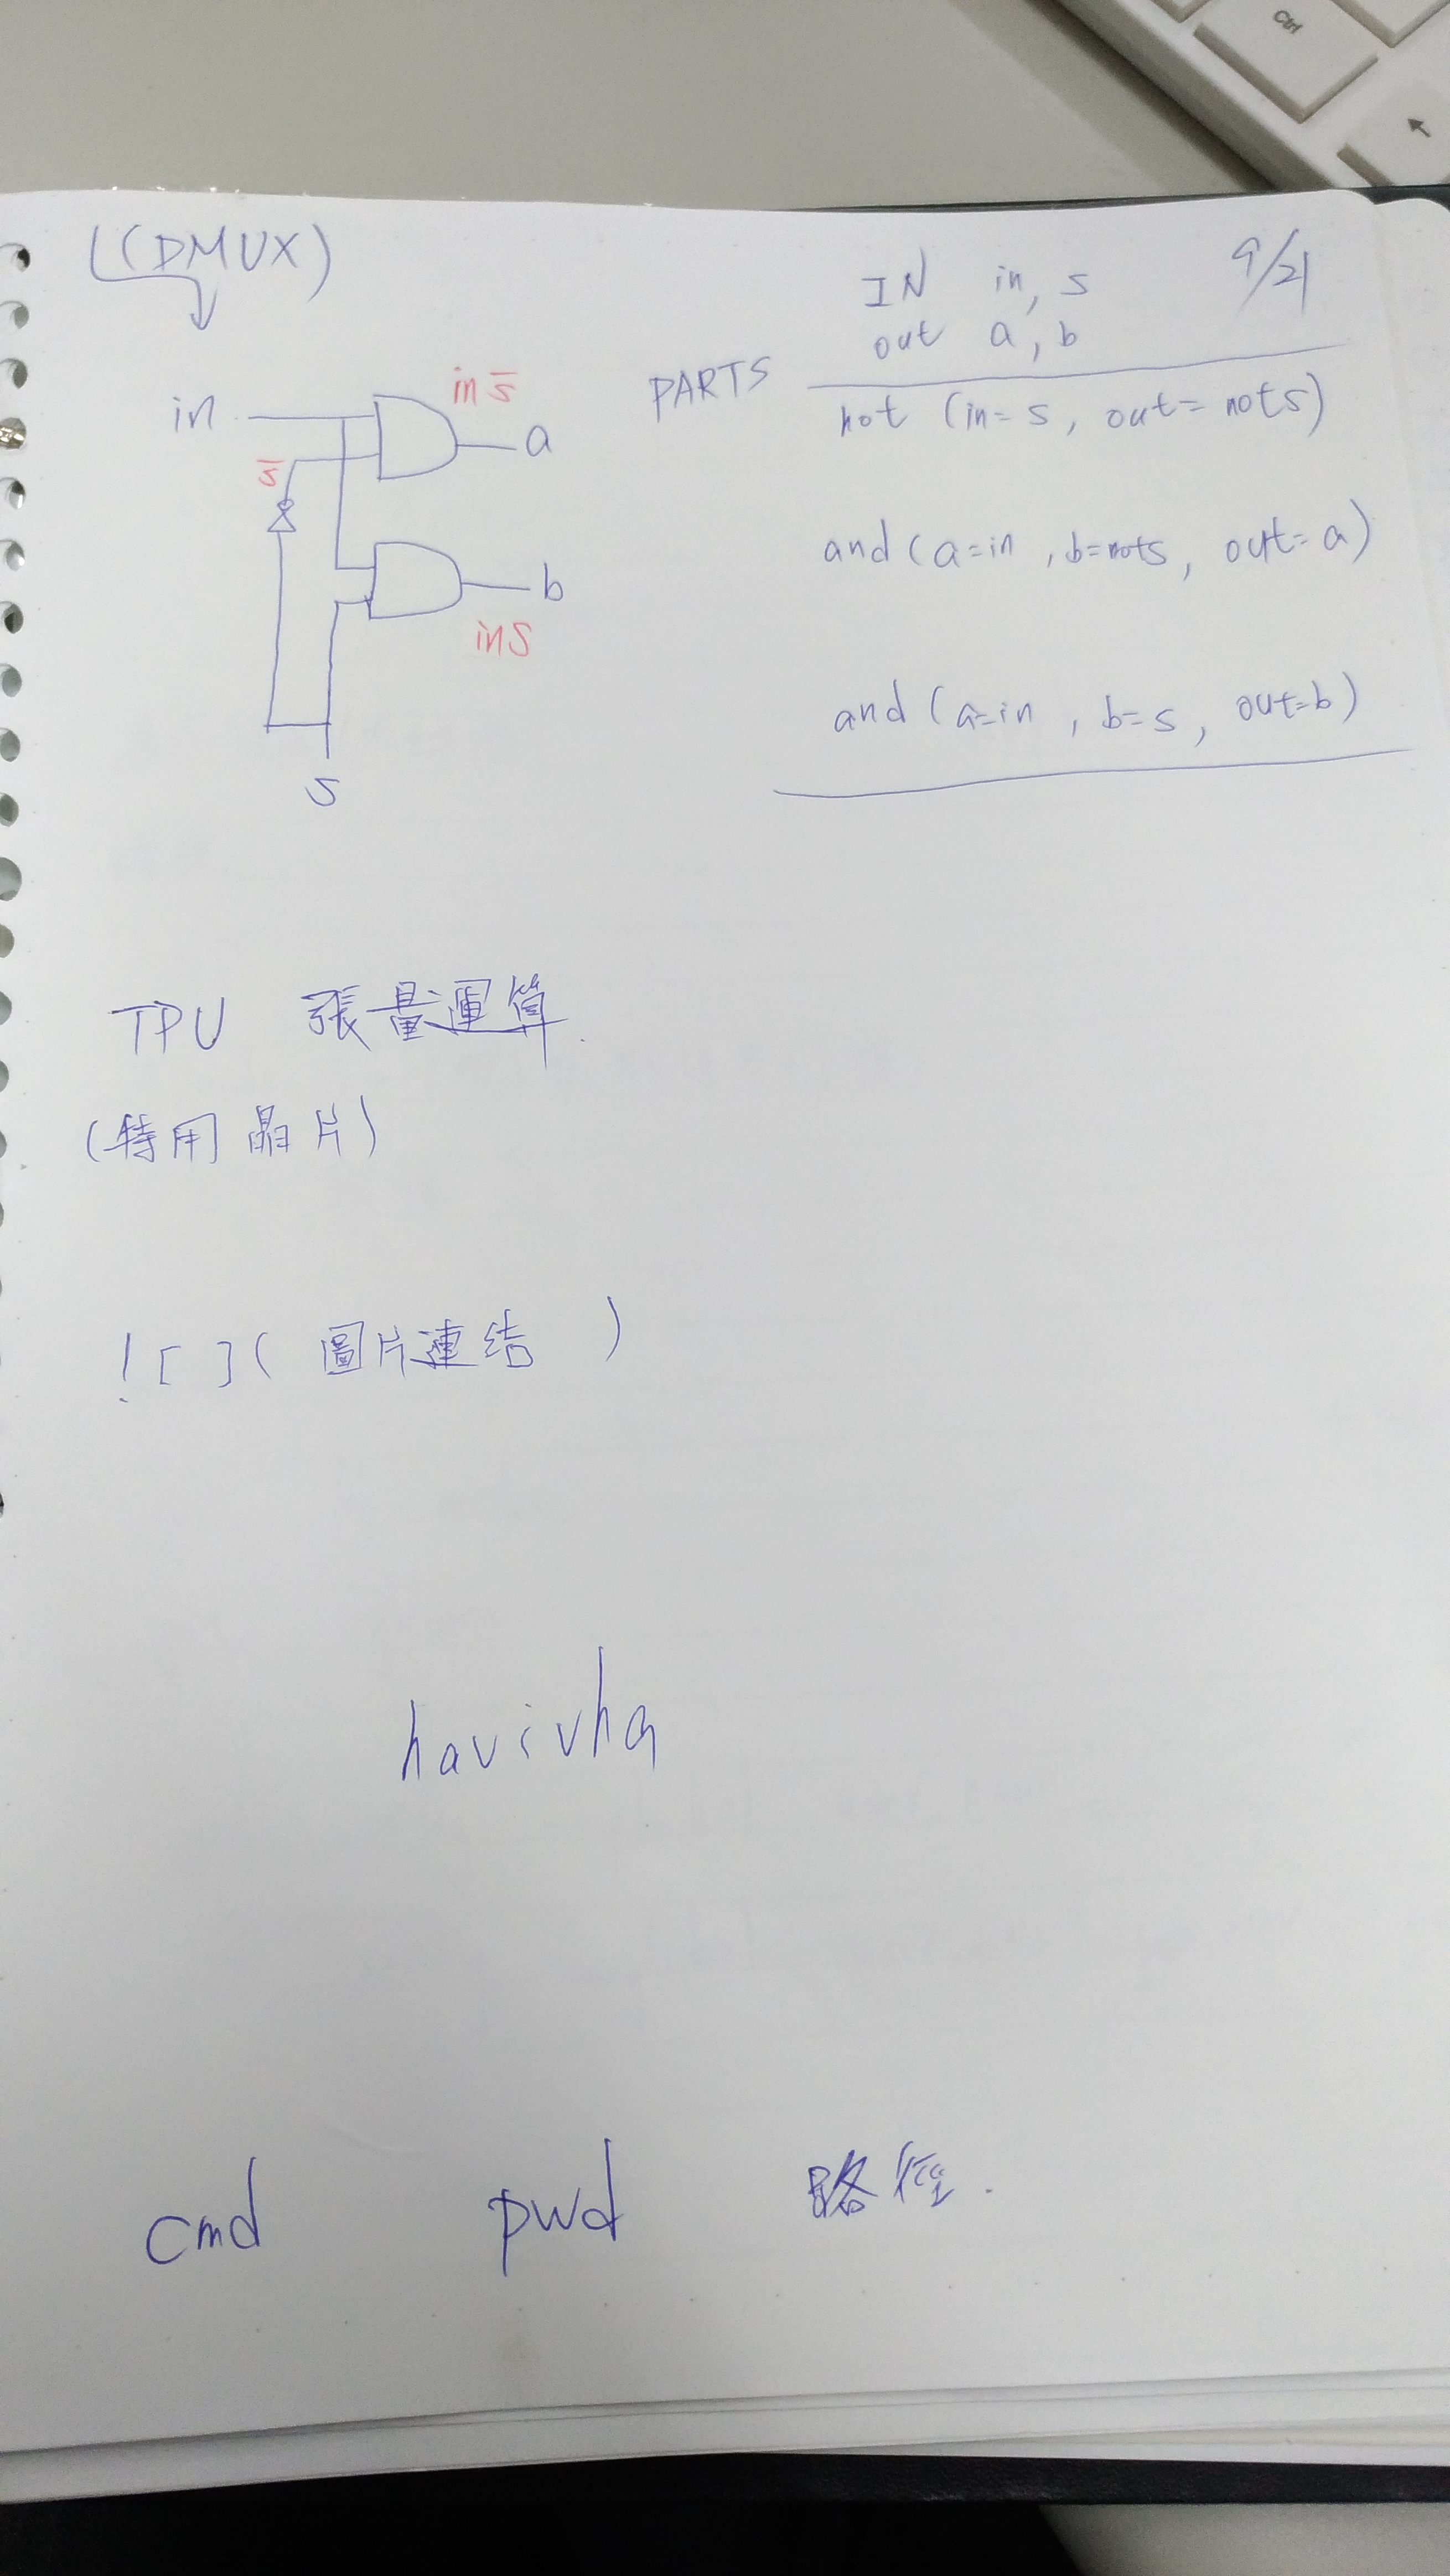 Ctrl
(DMUX)
9/21
IN in, s
out a, b
PARTS
not (in=s, out=nots)
and (a=in, b=nots, out=a)
and (a=in, b=s, out=b)
in
in s̅
a
s̅
b
in s
s
TPU 張量運算.
(特用晶片)
![ ]( 圖片連结 )
havivha
cmd pwd 路徑.